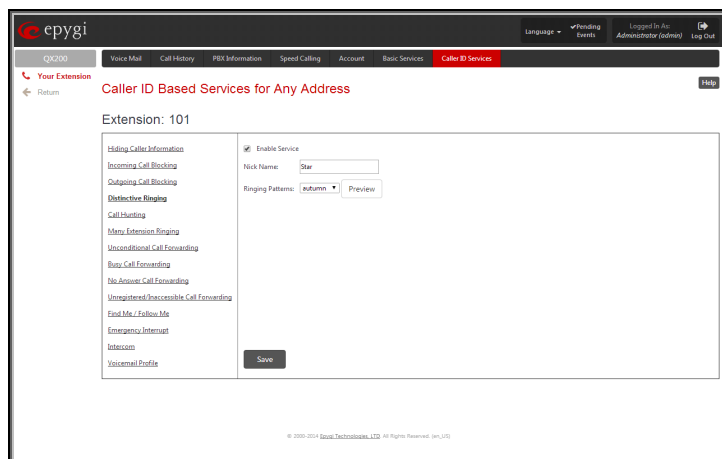 epygi
Language
Pending Events
Logged In As:
Administrator (admin)
Log Out
QX200
Voice Mail
Call History
PBX Information
Speed Calling
Account
Basic Services
Caller ID Services
Your Extension
Return
Caller ID Based Services for Any Address
Help
Extension: 101
Hiding Caller Information
Incoming Call Blocking
Outgoing Call Blocking
Distinctive Ringing
Call Hunting
Many Extension Ringing
Unconditional Call Forwarding
Busy Call Forwarding
No Answer Call Forwarding
Unregistered/Inaccessible Call Forwarding
Find Me / Follow Me
Emergency Interrupt
Intercom
Voicemail Profile
Enable Service
Nick Name: Star
Ringing Patterns: autumn Preview
Save
© 2000-2014 Epygi Technologies, LTD. All Rights Reserved. (en_US)